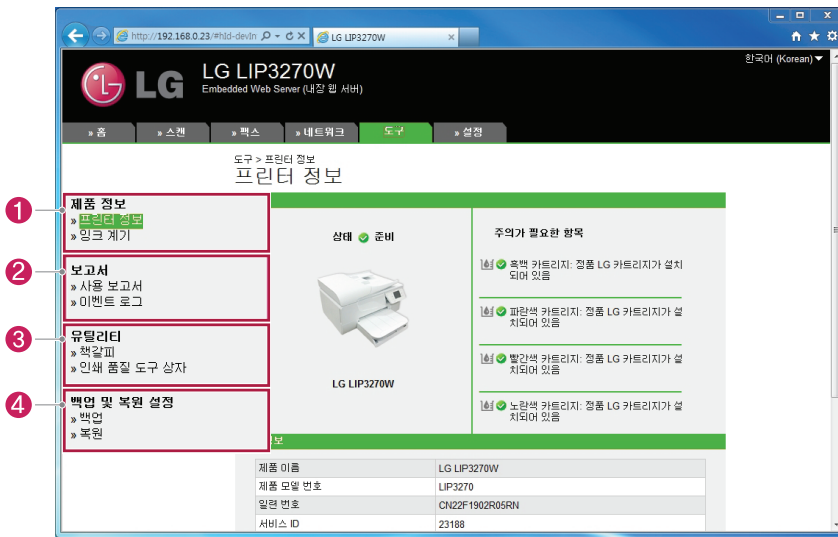 http://192.168.0.23/#hId-devIn
LG LIP3270W
한국어 (Korean)
LG
LG LIP3270W
Embedded Web Server (내장 웹 서버)
» 홈
» 스캔
» 팩스
» 네트워크
도구
» 설정
도구 > 프린터 정보
프린터 정보
1
제품 정보
» 프린터 정보
» 잉크 계기
2
보고서
» 사용 보고서
» 이벤트 로그
3
유틸리티
» 책갈피
» 인쇄 품질 도구 상자
4
백업 및 복원 설정
» 백업
» 복원
상태 준비
LG LIP3270W
주의가 필요한 항목
흑백 카트리지: 정품 LG 카트리지가 설치
되어 있음
파란색 카트리지: 정품 LG 카트리지가 설
치되어 있음
빨간색 카트리지: 정품 LG 카트리지가 설
치되어 있음
노란색 카트리지: 정품 LG 카트리지가 설
치되어 있음
정보
제품 이름 LG LIP3270W
제품 모델 번호 LIP3270
일련 번호 CN22F1902R05RN
서비스 ID 23188